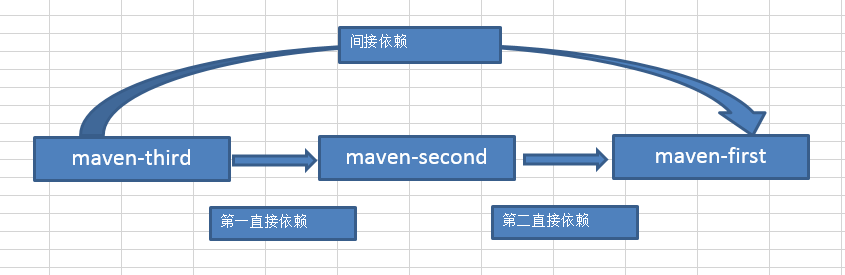 间接依赖
maven-third
maven-second
maven-first
第一直接依赖
第二直接依赖